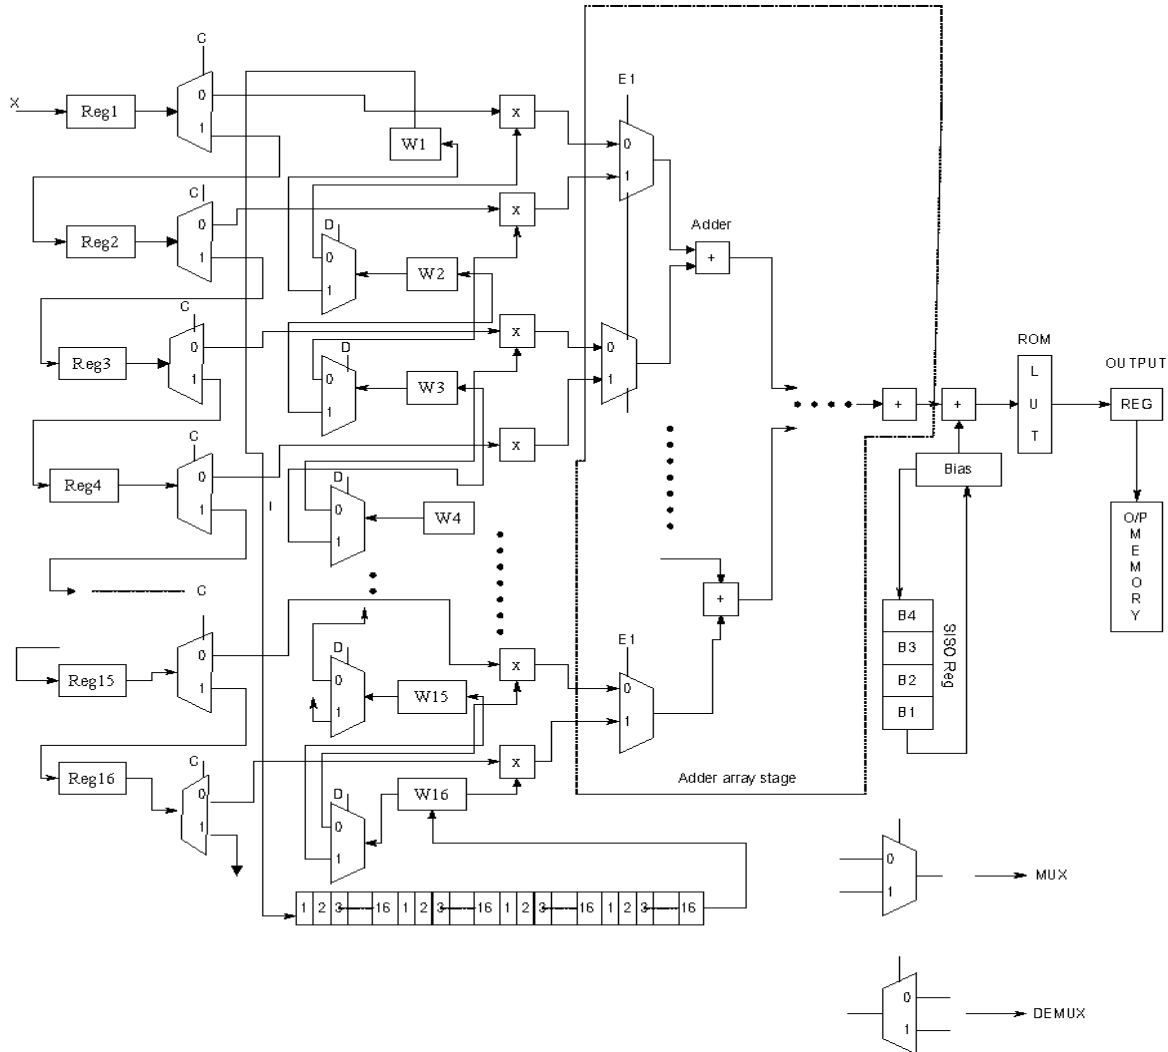 C
X
Reg1
0
1
x
W1
E1
0
1
C
Reg2
0
1
x
D
0
1
W2
Adder
+
C
Reg3
0
1
x
D
0
1
W3
0
1
ROM
L
U
T
OUTPUT
REG
+
+
C
Reg4
0
1
x
I
D
0
1
W4
Bias
O/P
M
E
M
O
R
Y
C
+
B4
B3
B2
B1
SISO Reg
Reg15
0
1
x
D
0
1
W15
E1
0
1
C
Reg16
0
1
x
D
0
1
W16
Adder array stage
1 2 3 16 1 2 3 16 1 2 3 16 1 2 3 16
0
1
MUX
0
1
DEMUX